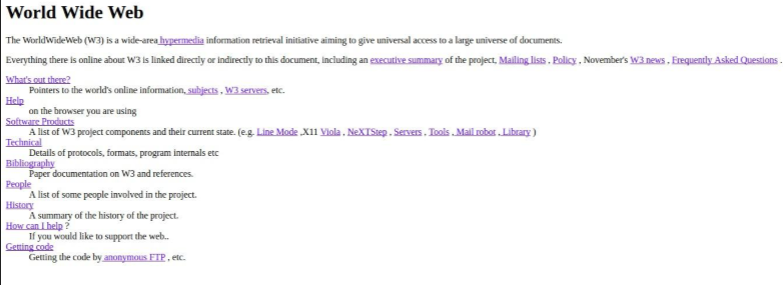 World Wide Web
The WorldWideWeb (W3) is a wide-area hypermedia information retrieval initiative aiming to give universal access to a large universe of documents.
Everything there is online about W3 is linked directly or indirectly to this document, including an executive summary of the project, Mailing lists , Policy , November's W3 news , Frequently Asked Questions .
What's out there?
Pointers to the world's online information, subjects , W3 servers, etc.
Help
on the browser you are using
Software Products
A list of W3 project components and their current state. (e.g. Line Mode ,X11 Viola , NeXTStep , Servers , Tools , Mail robot , Library )
Technical
Details of protocols, formats, program internals etc
Bibliography
Paper documentation on W3 and references.
People
A list of some people involved in the project.
History
A summary of the history of the project.
How can I help ?
If you would like to support the web..
Getting code
Getting the code by anonymous FTP , etc.